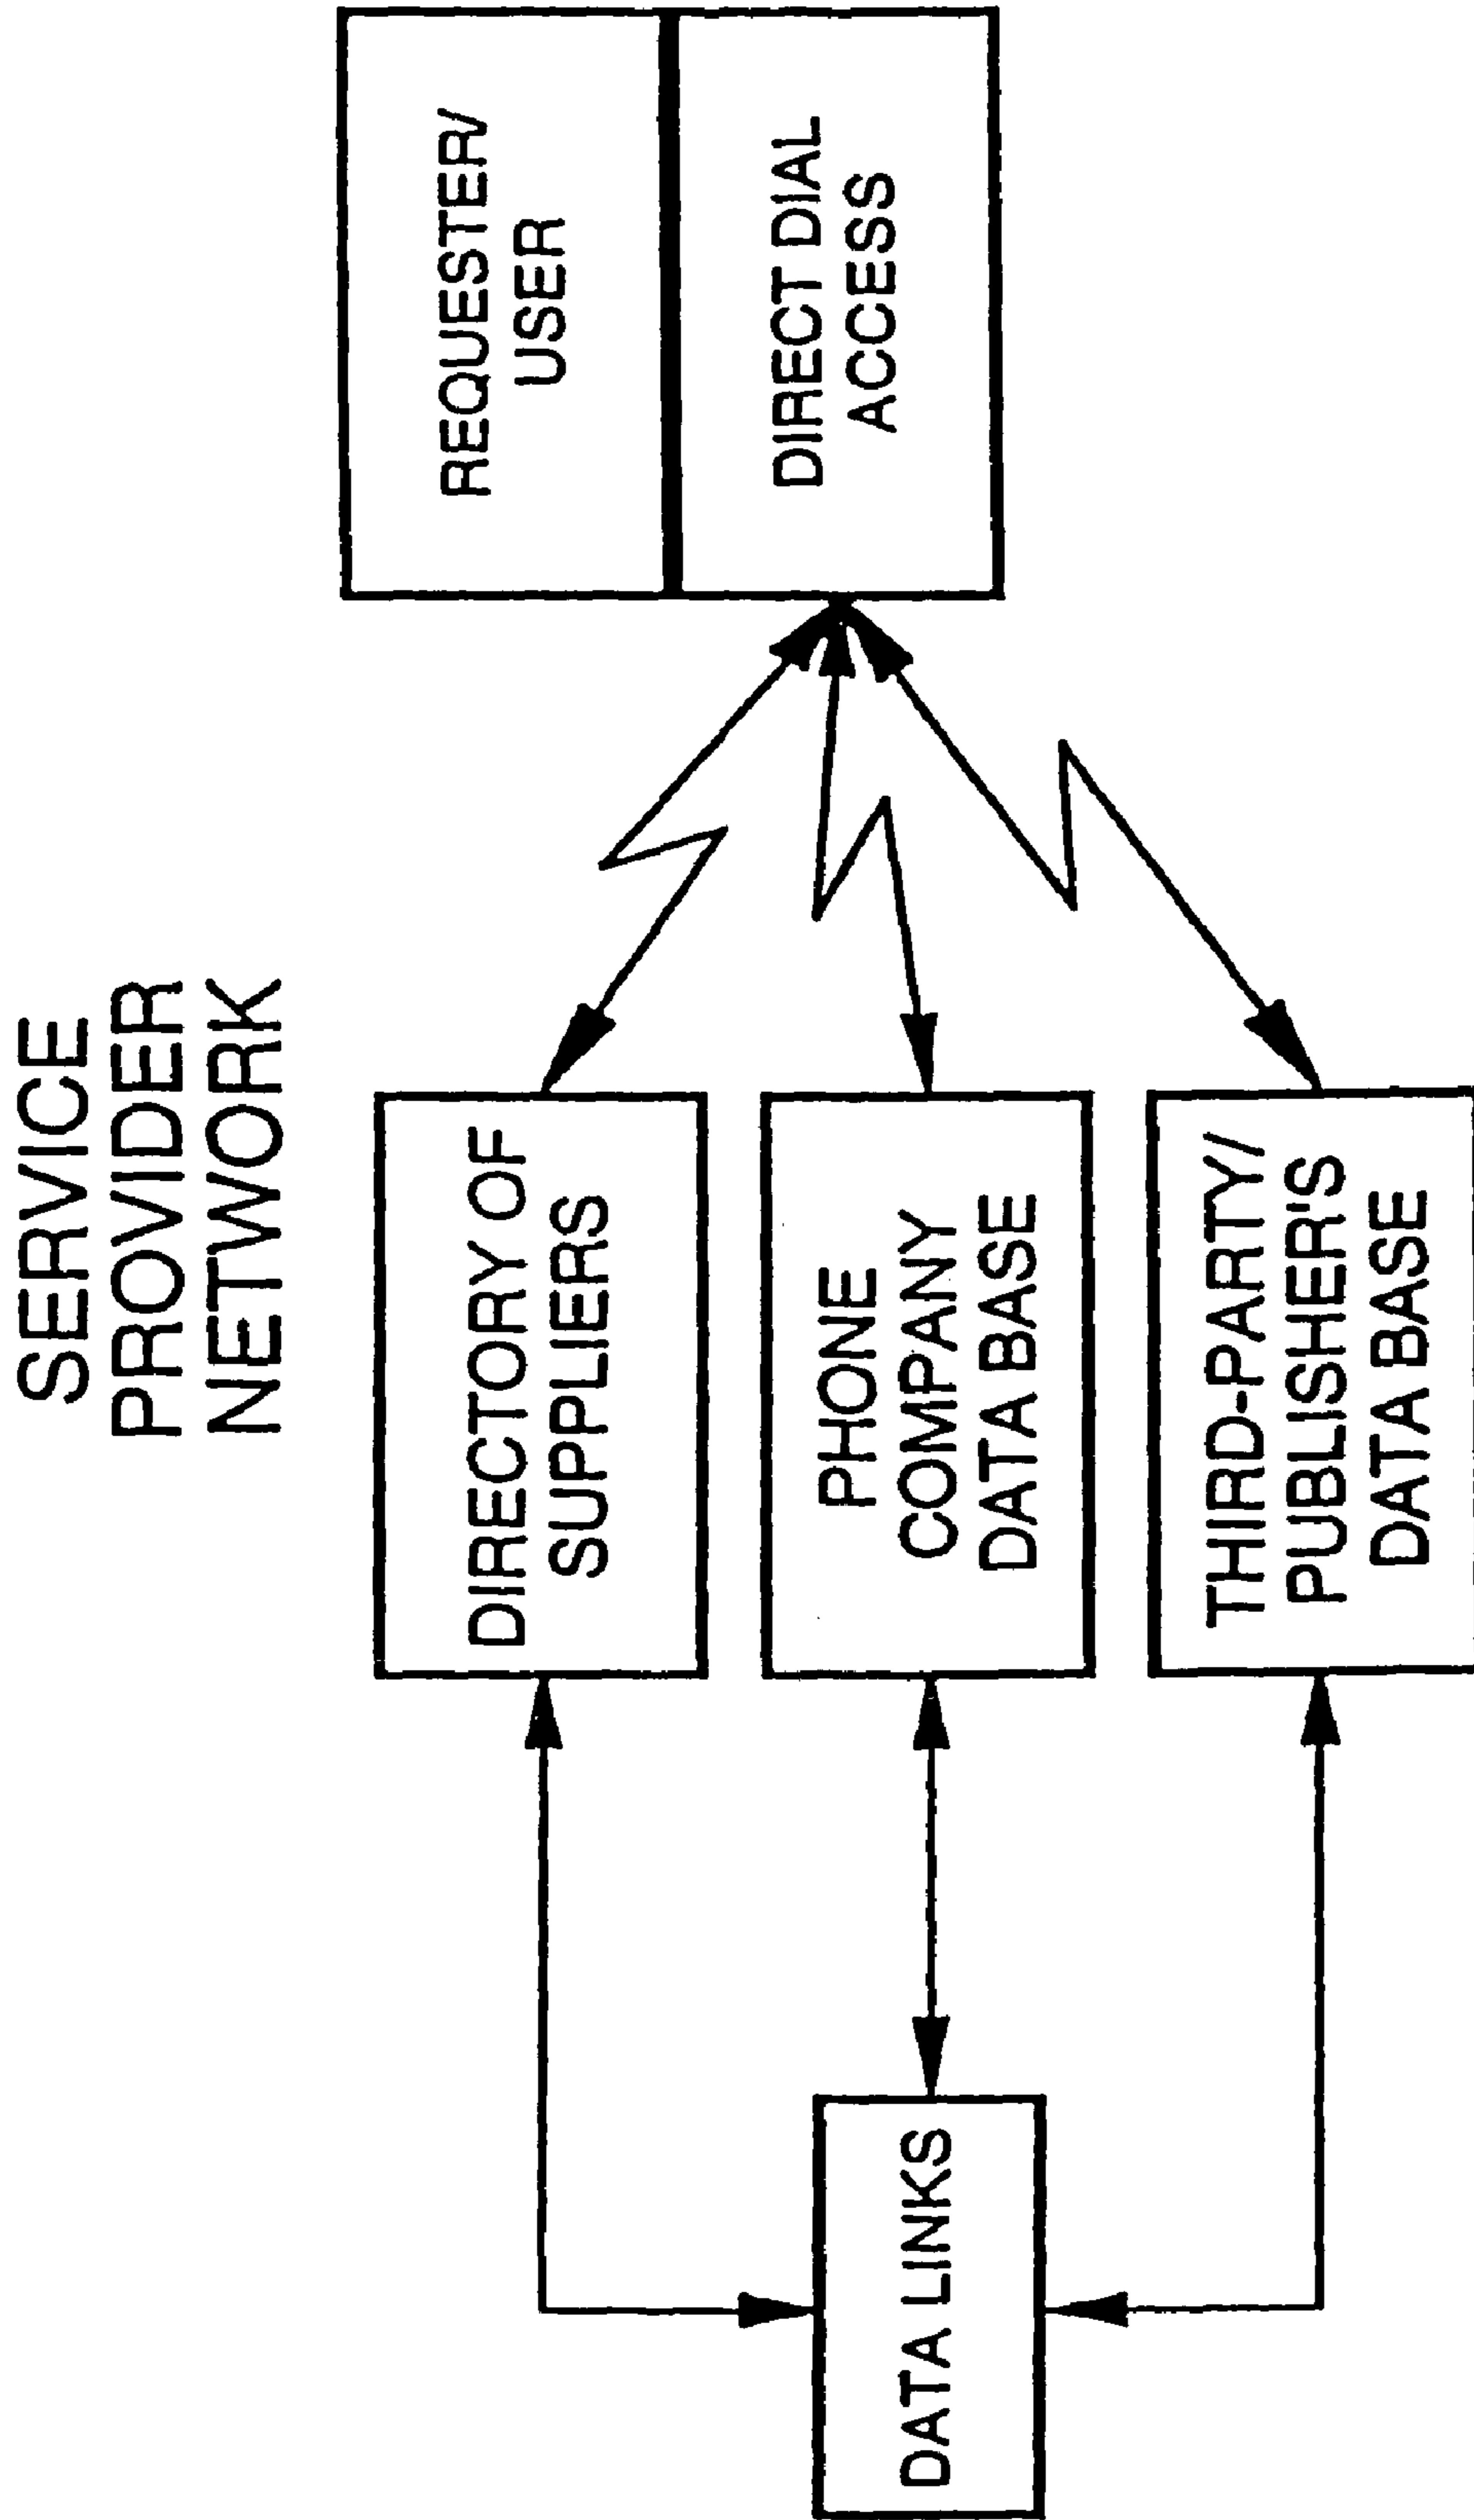 SERVICE
PROVIDER
NETWORK
DATA LINKS
DIRECTORY OF
SUPPLIERS
PHONE
COMPANY
DATA BASE
THIRD-PARTY/
PUBLISHER'S
DATA BASE
REQUESTER/
USER
DIRECT DIAL
ACCESS